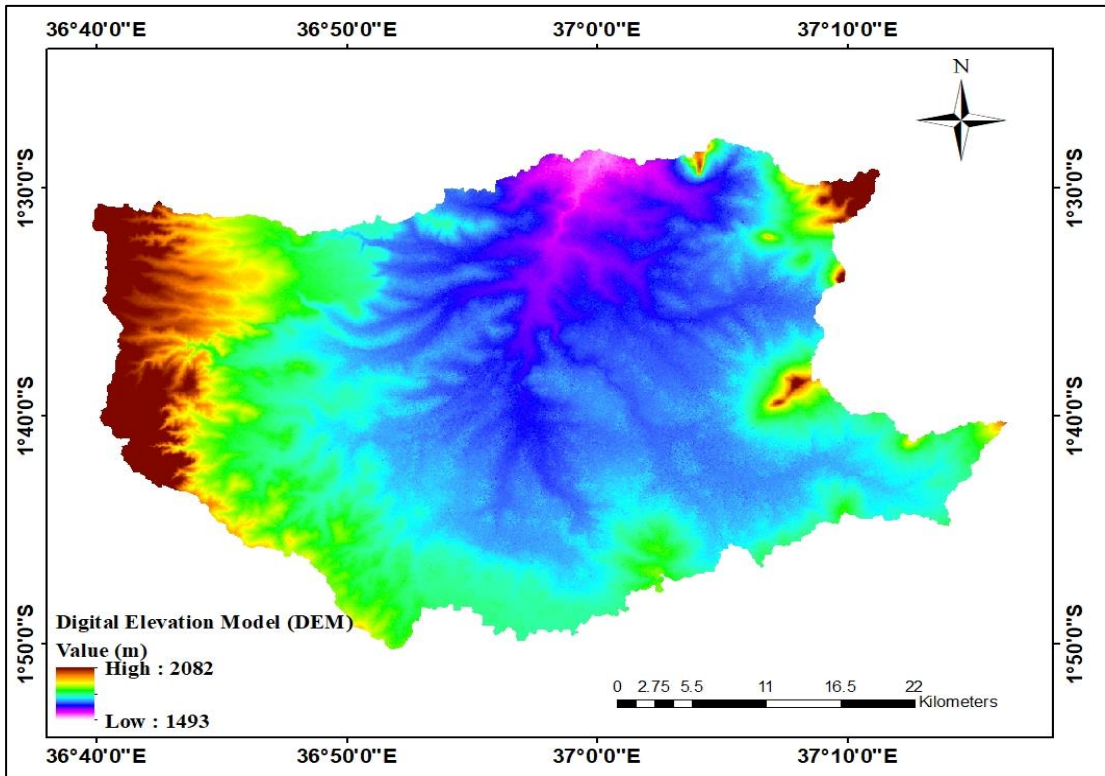 36°40'0"E 36°50'0"E 37°0'0"E 37°10'0"E
N
1°30'0"S 1°30'0"S
1°40'0"S 1°40'0"S
1°50'0"S 1°50'0"S
Digital Elevation Model (DEM)
Value (m)
High : 2082
Low : 1493
0 2.75 5.5 11 16.5 22
Kilometers
36°40'0"E 36°50'0"E 37°0'0"E 37°10'0"E